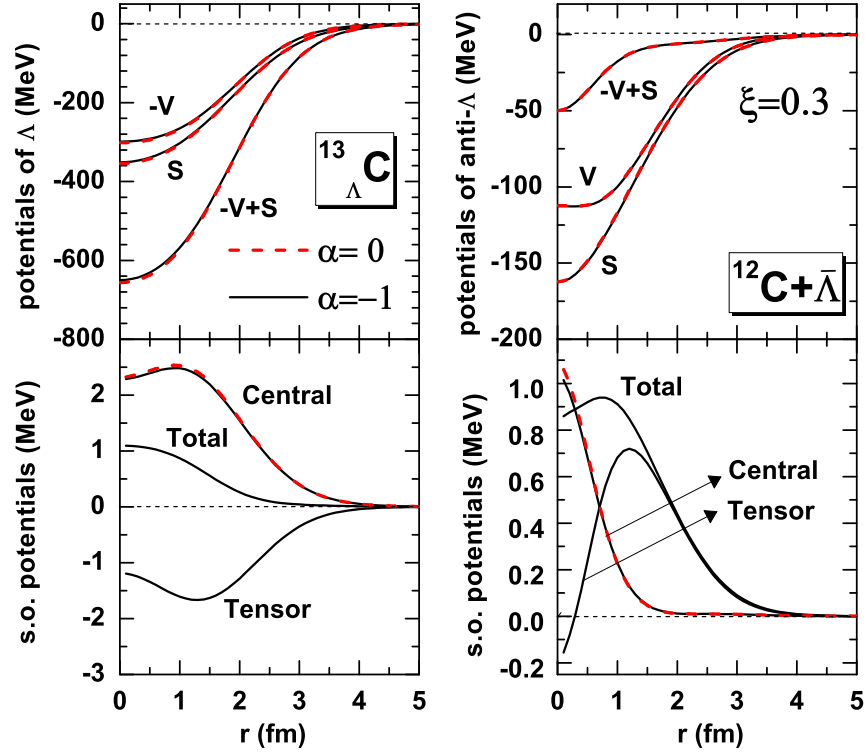 potentials of Λ (MeV)
0
-200
-400
-600
-800
-V
S
-V+S
13
Λ C
α= 0
α=−1
potentials of anti-Λ (MeV)
0
-50
-100
-150
-200
-V+S
ξ=0.3
V
S
12C+Λ̄
s.o. potentials (MeV)
2
1
0
-1
-2
-3
Central
Total
Tensor
0 1 2 3 4 5
r (fm)
s.o. potentials (MeV)
1.0
0.8
0.6
0.4
0.2
0.0
-0.2
Total
Central
Tensor
0 1 2 3 4 5
r (fm)